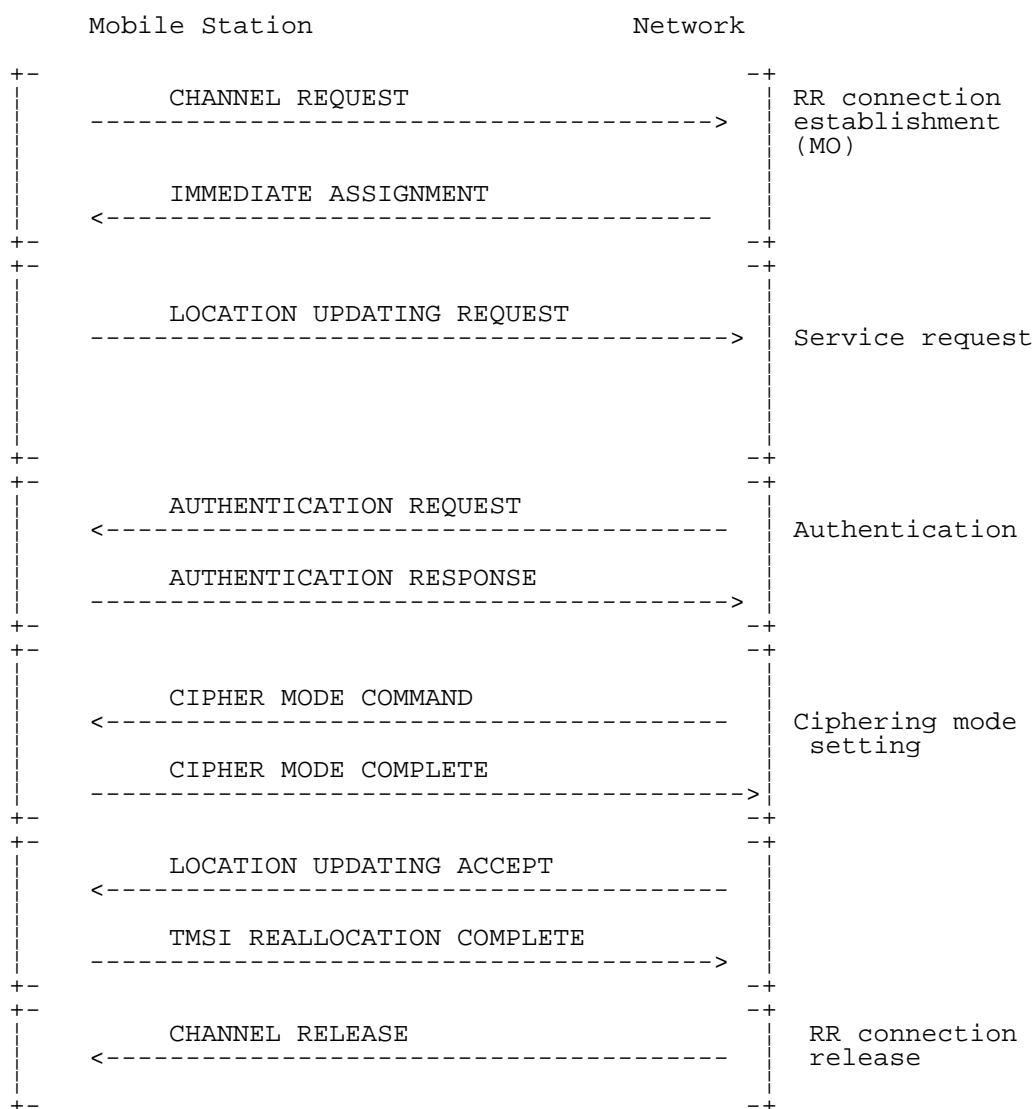 Mobile Station Network
CHANNEL REQUEST RR connection
establishment
(MO)
IMMEDIATE ASSIGNMENT
LOCATION UPDATING REQUEST
Service request
AUTHENTICATION REQUEST
Authentication
AUTHENTICATION RESPONSE
CIPHER MODE COMMAND
Ciphering mode
setting
CIPHER MODE COMPLETE
LOCATION UPDATING ACCEPT
TMSI REALLOCATION COMPLETE
CHANNEL RELEASE RR connection
release